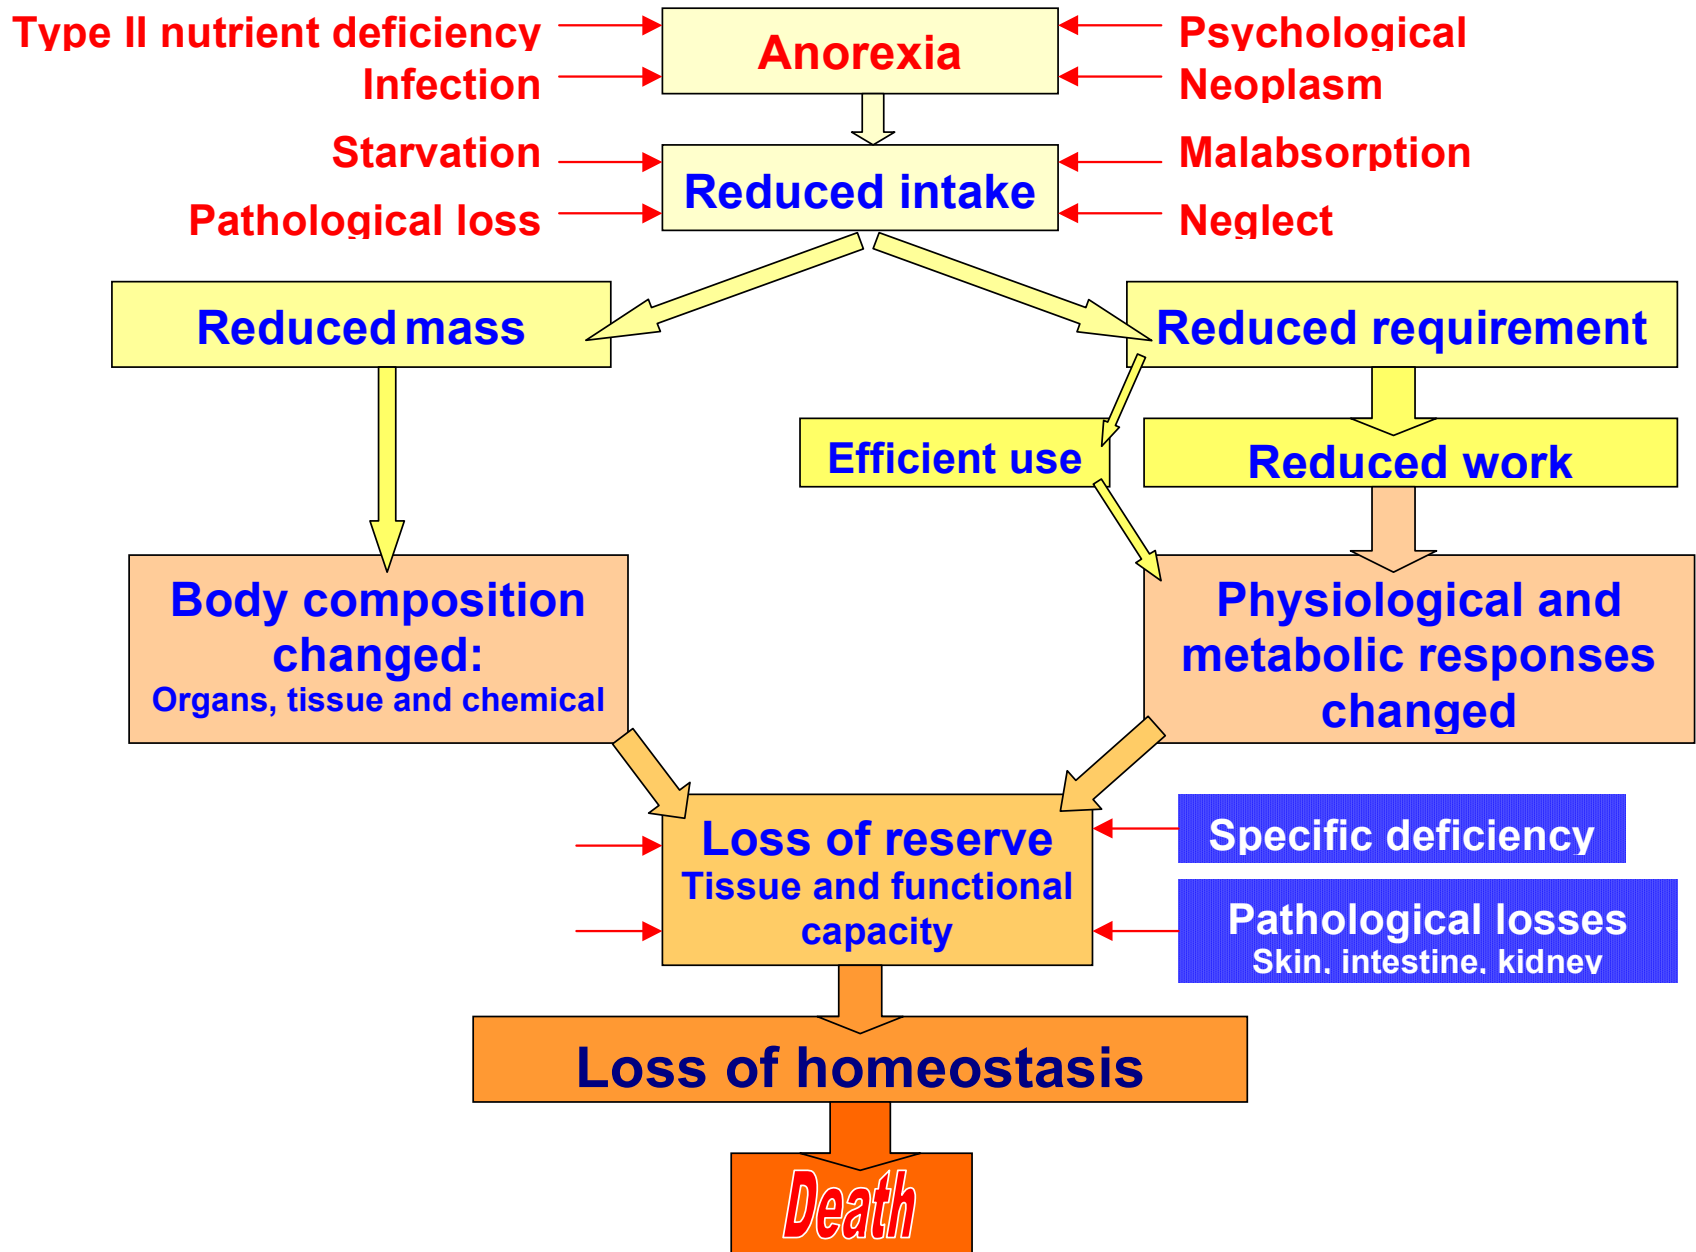 Type II nutrient deficiency
Infection
Starvation
Pathological loss
Anorexia
Reduced intake
Psychological
Neoplasm
Malabsorption
Neglect
Reduced mass
Reduced requirement
Efficient use
Reduced work
Body composition
changed:
Organs, tissue and chemical
Physiological and
metabolic responses
changed
Loss of reserve
Tissue and functional
capacity
Specific deficiency
Pathological losses
Skin, intestine, kidney
Loss of homeostasis
Death